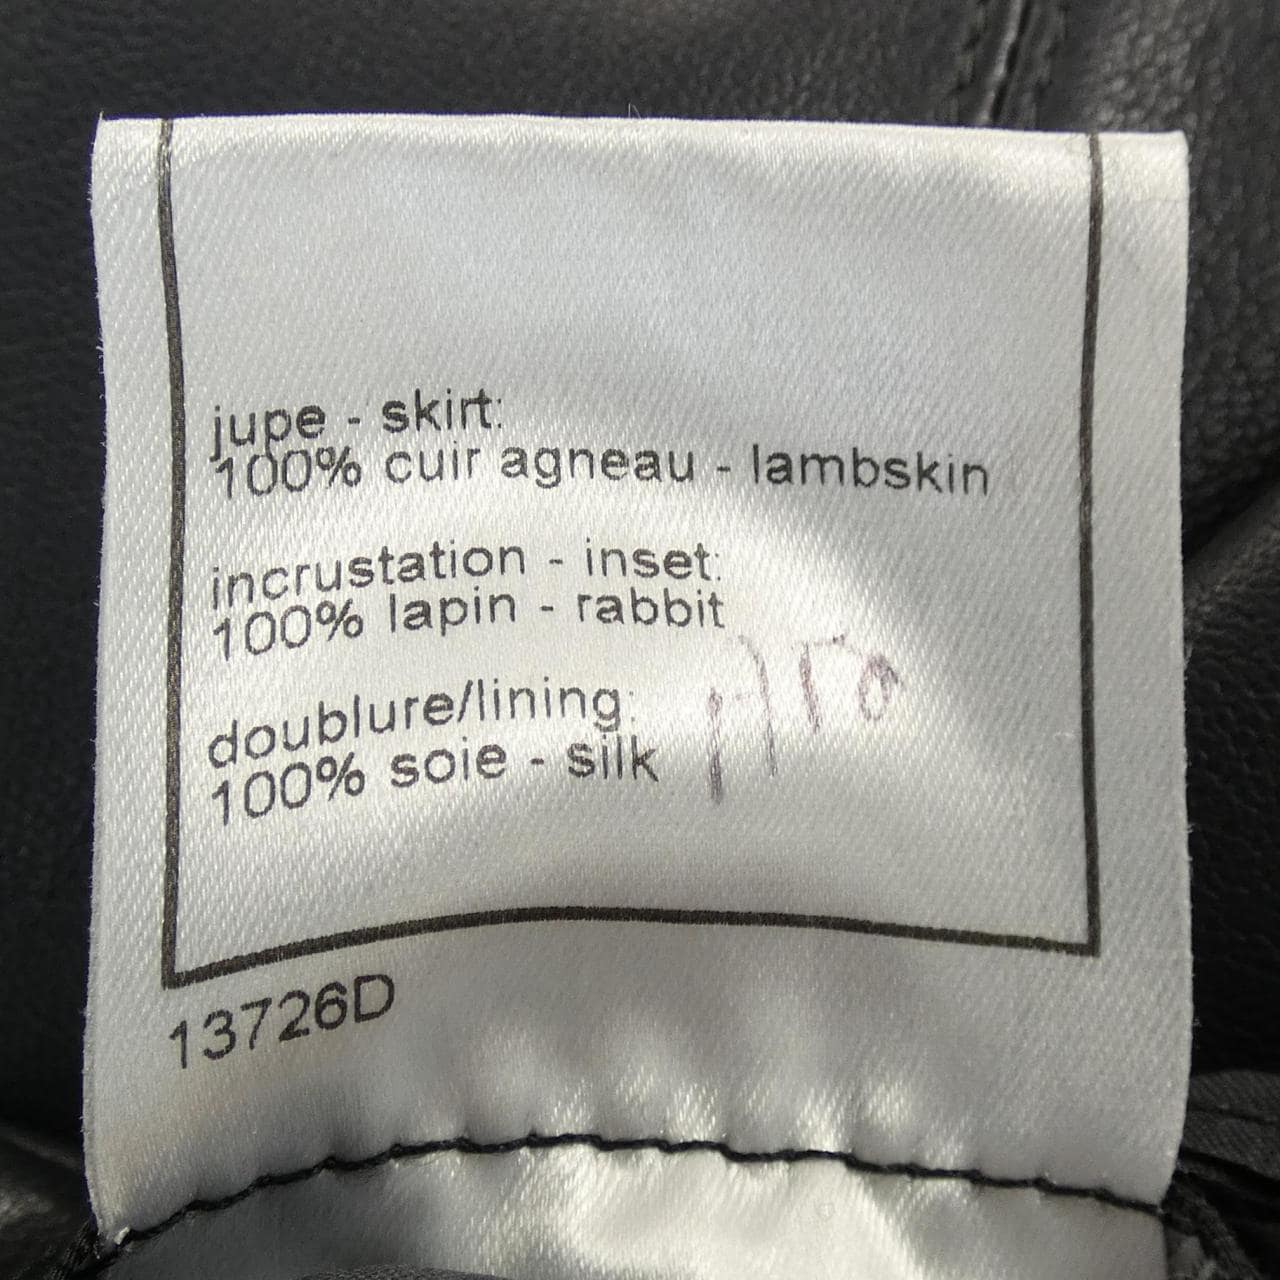 jupe - skirt:
100% cuir agneau - lambskin
incrustation - inset:
100% lapin - rabbit
doublure/lining:
100% soie - silk
13726D